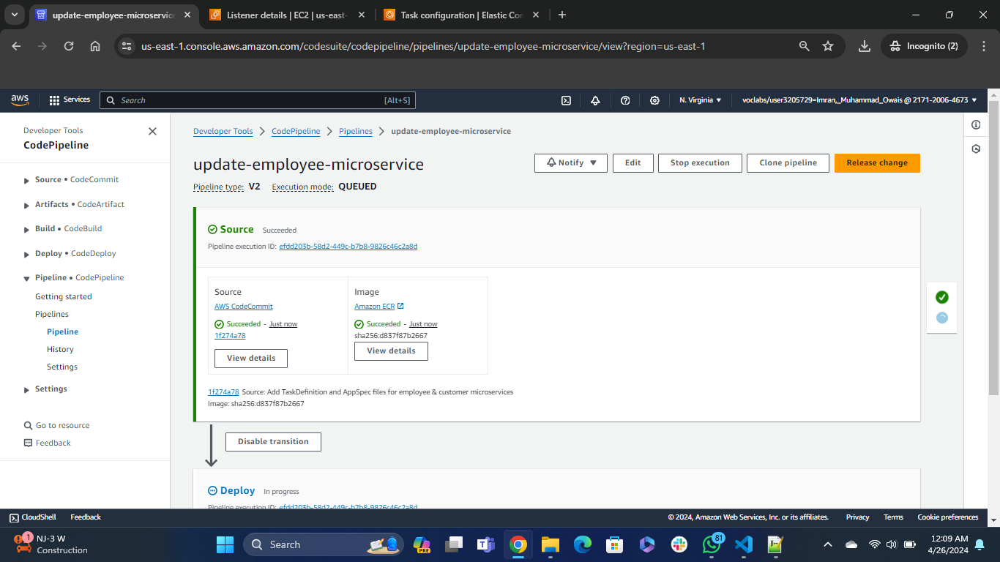 update-employee-microservice
Listener details | EC2 | us-east-
Task configuration | Elastic Con
us-east-1.console.aws.amazon.com/codesuite/codepipeline/pipelines/update-employee-microservice/view?region=us-east-1
Incognito (2)
aws
Services
Search
[Alt+S]
N. Virginia
voclabs/user3205729=Imran,_Muhammad_Owais @ 2171-2006-4673
Developer Tools
CodePipeline
Source • CodeCommit
Artifacts • CodeArtifact
Build • CodeBuild
Deploy • CodeDeploy
Pipeline • CodePipeline
Getting started
Pipelines
Pipeline
History
Settings
Settings
Go to resource
Feedback
Developer Tools
CodePipeline
Pipelines
update-employee-microservice
update-employee-microservice
Notify
Edit
Stop execution
Clone pipeline
Release change
Pipeline type: V2 Execution mode: QUEUED
Source Succeeded
Pipeline execution ID: efdd203b-58d2-449c-b7b8-9826c46c2a8d
Source
AWS CodeCommit
Succeeded - Just now
1f274a78
View details
Image
Amazon ECR
Succeeded - Just now
sha256:d837f87b2667
View details
1f274a78 Source: Add TaskDefinition and AppSpec files for employee & customer microservices
Image: sha256:d837f87b2667
Disable transition
Deploy In progress
Pipeline execution ID: efdd203b-58d2-449c-b7b8-9826c46c2a8d
CloudShell
Feedback
© 2024, Amazon Web Services, Inc. or its affiliates.
Privacy
Terms
Cookie preferences
1
NJ-3 W
Construction
Search
PRE
81
12:09 AM
4/26/2024